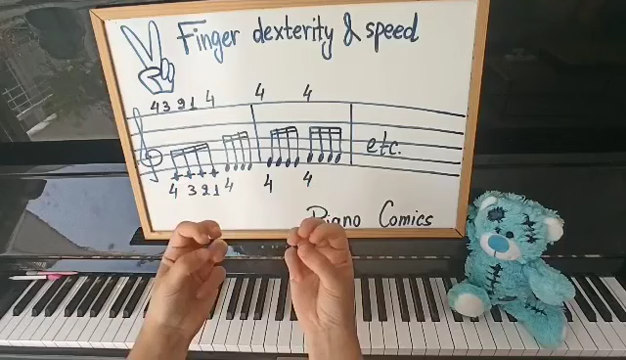 Finger dexterity & speed
4 3 2 1 4 4 4
etc.
4 3 2 1 4 4 4
Piano Comics